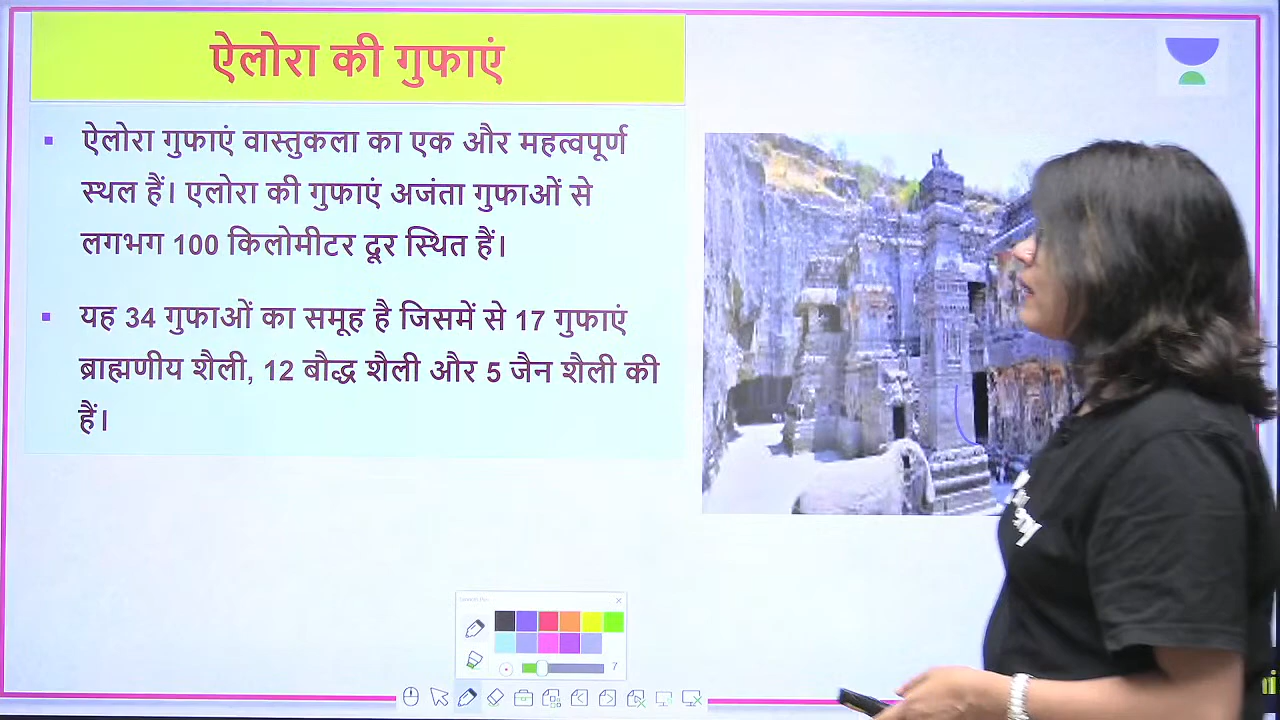 ऐलोरा की गुफाएं
ऐलोरा गुफाएं वास्तुकला का एक और महत्वपूर्ण
स्थल हैं। एलोरा की गुफाएं अजंता गुफाओं से
लगभग 100 किलोमीटर दूर स्थित हैं।
यह 34 गुफाओं का समूह है जिसमें से 17 गुफाएं
ब्राह्मणीय शैली, 12 बौद्ध शैली और 5 जैन शैली की
हैं।
7